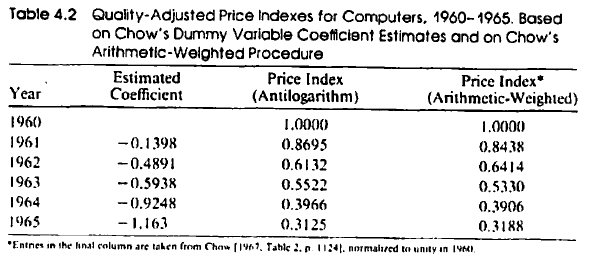 Table 4.2 Quality-Adjusted Price Indexes for Computers, 1960-1965. Based
on Chow's Dummy Variable Coefficient Estimates and on Chow's
Arithmetic-Weighted Procedure
Estimated Price Index Price Index*
Year Coefficient (Antilogarithm) (Arithmetic-Weighted)
1960 1.0000 1.0000
1961 −0.1398 0.8695 0.8438
1962 −0.4891 0.6132 0.6414
1963 −0.5938 0.5522 0.5330
1964 −0.9248 0.3966 0.3906
1965 −1.163 0.3125 0.3188
*Entries in the final column are taken from Chow [1967, Table 2, p. 1124], normalized to unity in 1960.